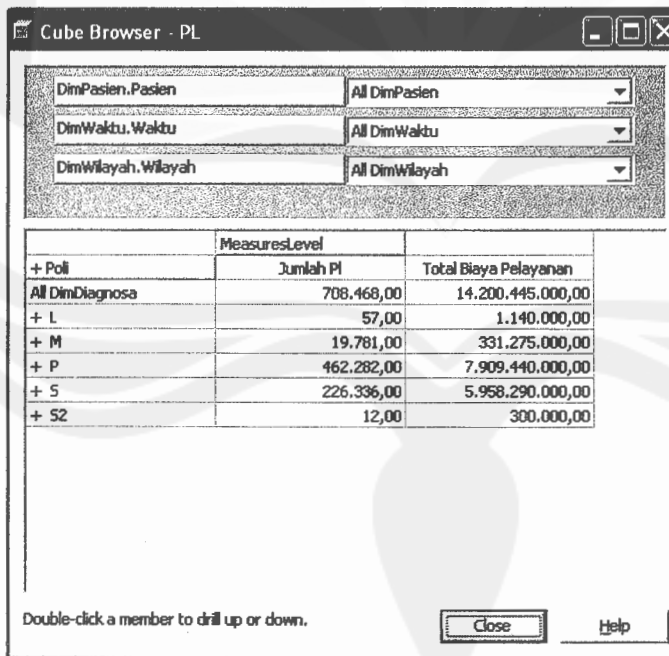 Cube Browser - PL
DimPasien.Pasien All DimPasien
DimWaktu.Waktu All DimWaktu
DimWilayah.Wilayah All DimWilayah
MeasuresLevel
+ Poli Jumlah Pl Total Biaya Pelayanan
All DimDiagnosa 708.468,00 14.200.445.000,00
+ L 57,00 1.140.000,00
+ M 19.781,00 331.275.000,00
+ P 462.282,00 7.909.440.000,00
+ S 226.336,00 5.958.290.000,00
+ S2 12,00 300.000,00
Double-click a member to drill up or down. Close Help